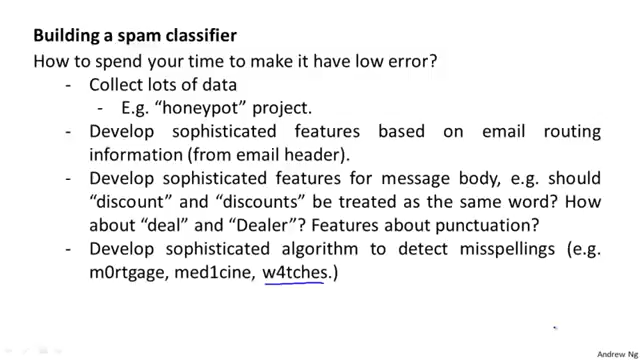 Building a spam classifier
How to spend your time to make it have low error?
- Collect lots of data
- E.g. “honeypot” project.
- Develop sophisticated features based on email routing
information (from email header).
- Develop sophisticated features for message body, e.g. should
“discount” and “discounts” be treated as the same word? How
about “deal” and “Dealer”? Features about punctuation?
- Develop sophisticated algorithm to detect misspellings (e.g.
m0rtgage, med1cine, w4tches.)
Andrew Ng